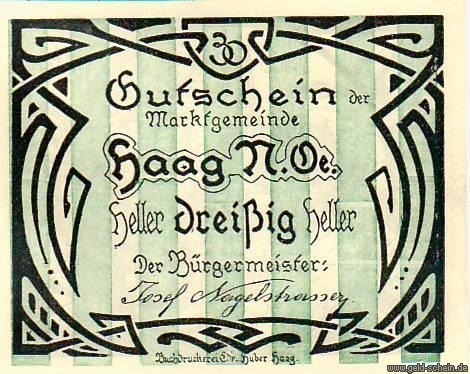 30
Gutschein der
Marktgemeinde
Haag N.Oe.
Heller dreißig Heller
Der Bürgermeister:
Josef Nagelstrasser
Buchdruckerei Huber Haag.
www.geld-schein.de